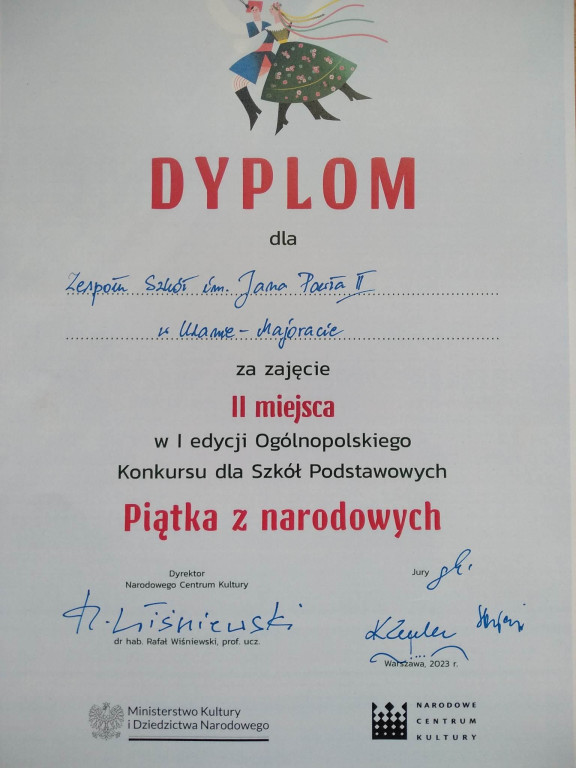 DYPLOM
dla
Zespołu Szkół im. Jana Pawła II
w Ulanie-Majoracie
za zajęcie
II miejsca
w I edycji Ogólnopolskiego
Konkursu dla Szkół Podstawowych
Piątka z narodowych
Dyrektor
Narodowego Centrum Kultury
Jury
R. Wiśniewski
dr hab. Rafał Wiśniewski, prof. ucz.
Warszawa, 2023 r.
Ministerstwo Kultury
i Dziedzictwa Narodowego
NARODOWE
CENTRUM
KULTURY